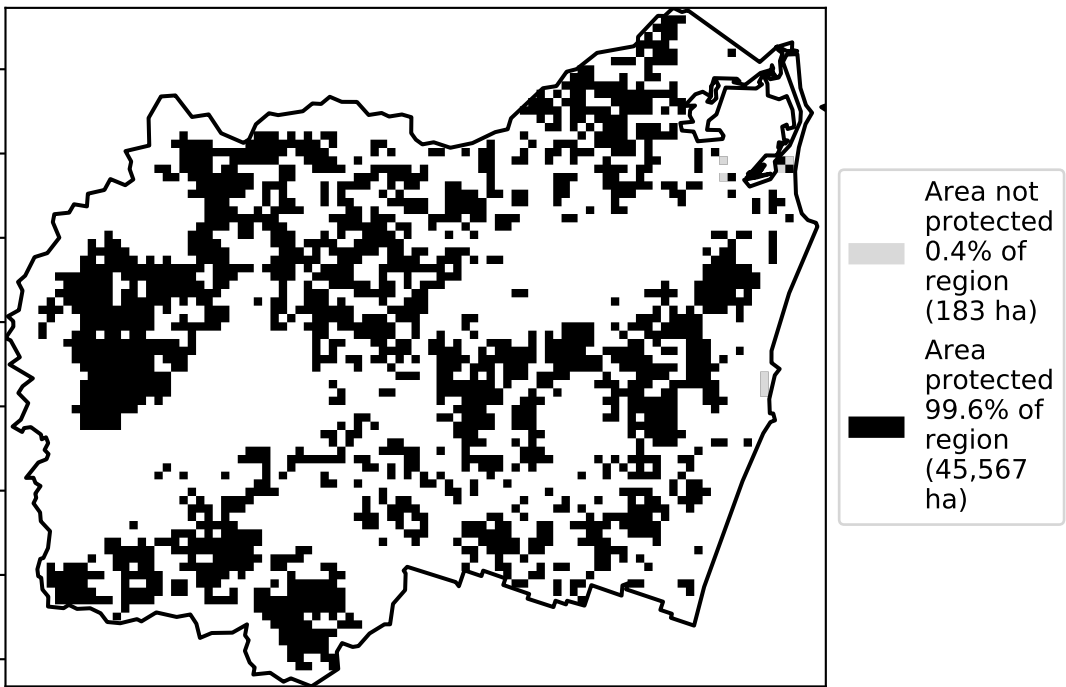 Area not
protected
0.4% of
region
(183 ha)
Area
protected
99.6% of
region
(45,567
ha)